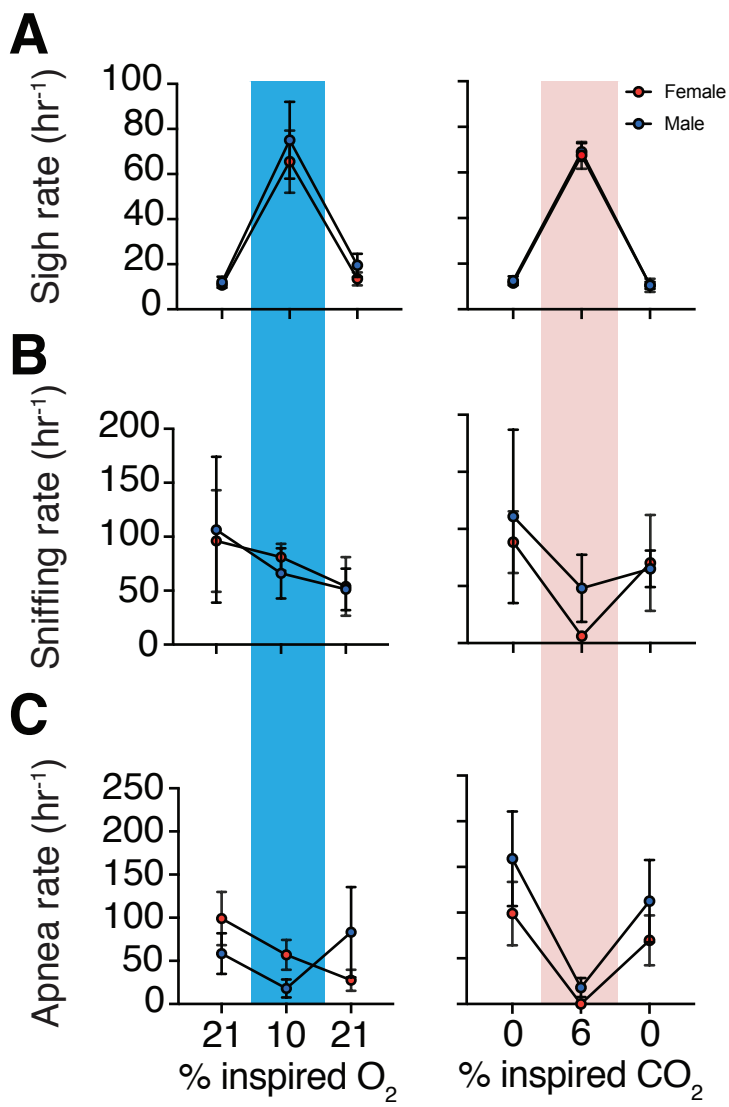 A
Sigh rate (hr-1)
100
80
60
40
20
0
Female
Male
B
Sniffing rate (hr-1)
200
150
100
50
0
C
Apnea rate (hr-1)
250
200
150
100
50
0
21 10 21
% inspired O2
0 6 0
% inspired CO2